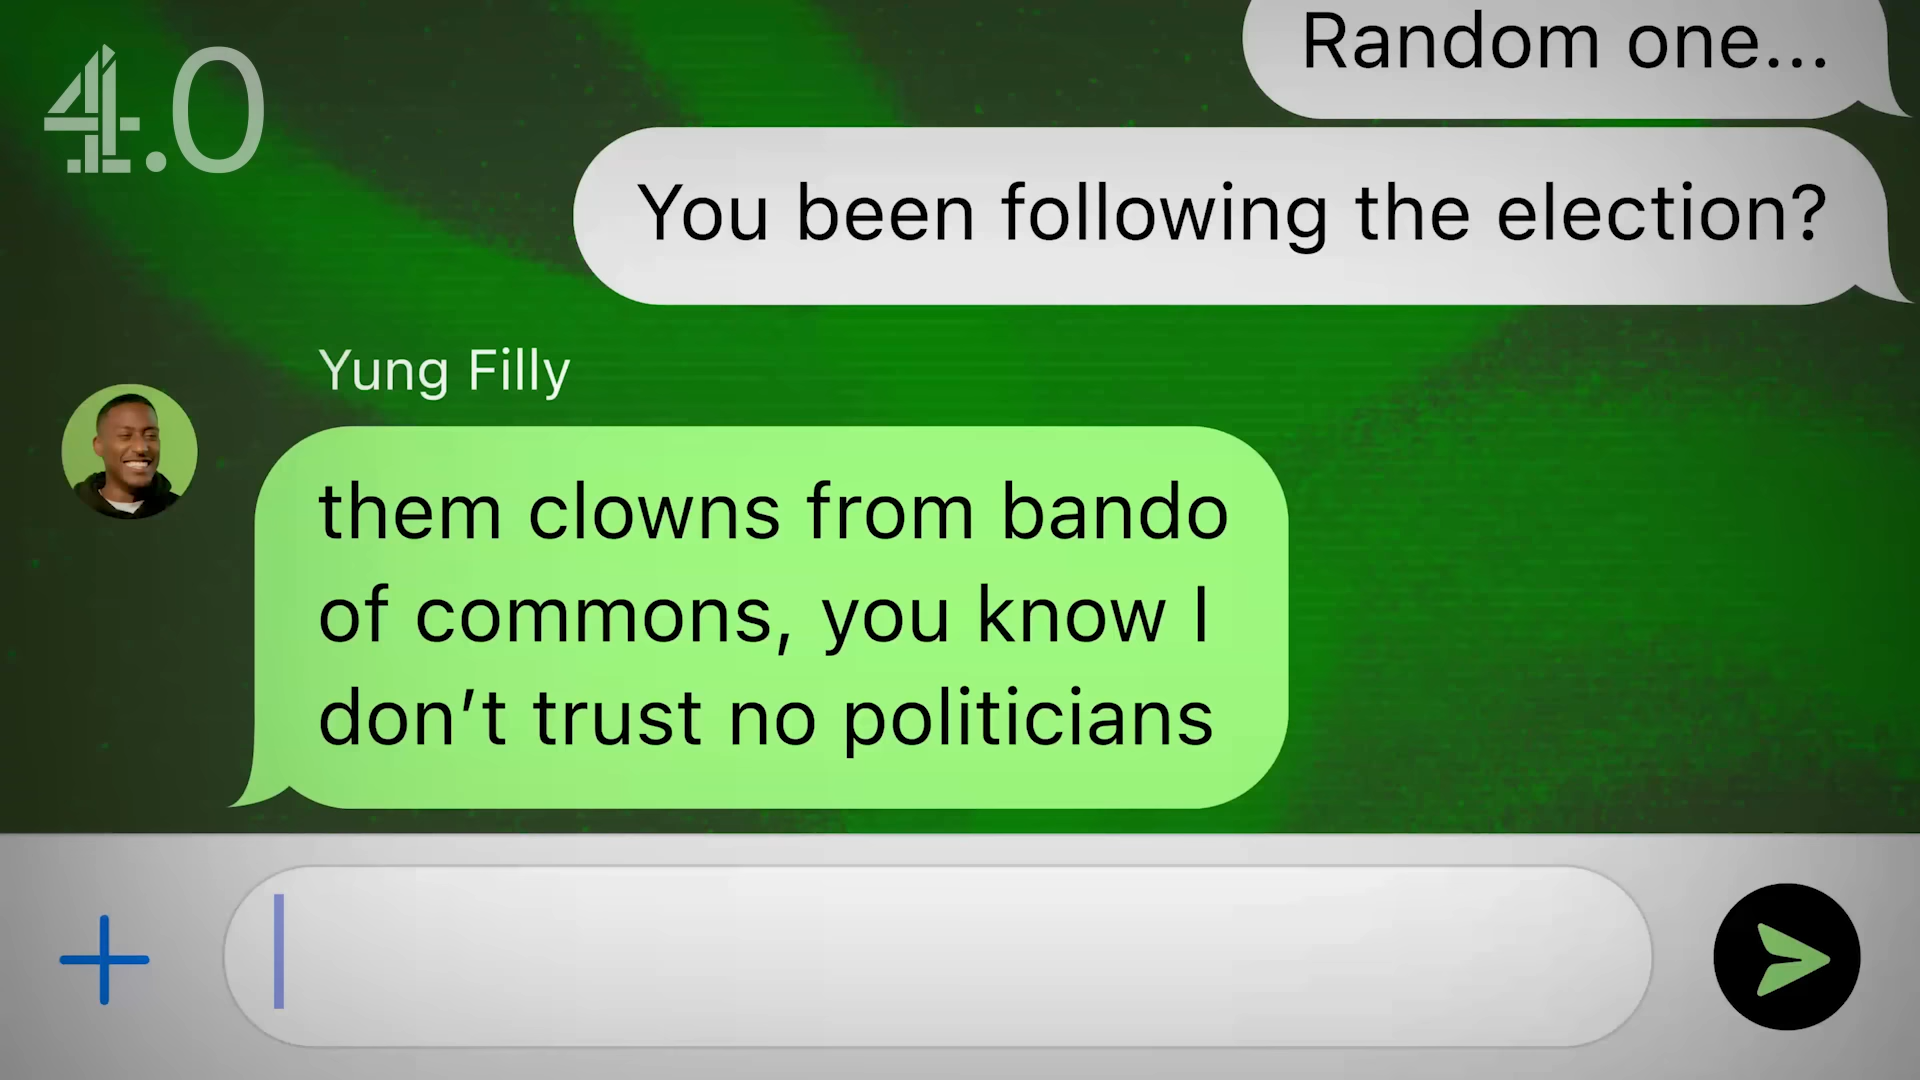 4.0
Random one...
You been following the election?
Yung Filly
them clowns from bando
of commons, you know I
don't trust no politicians